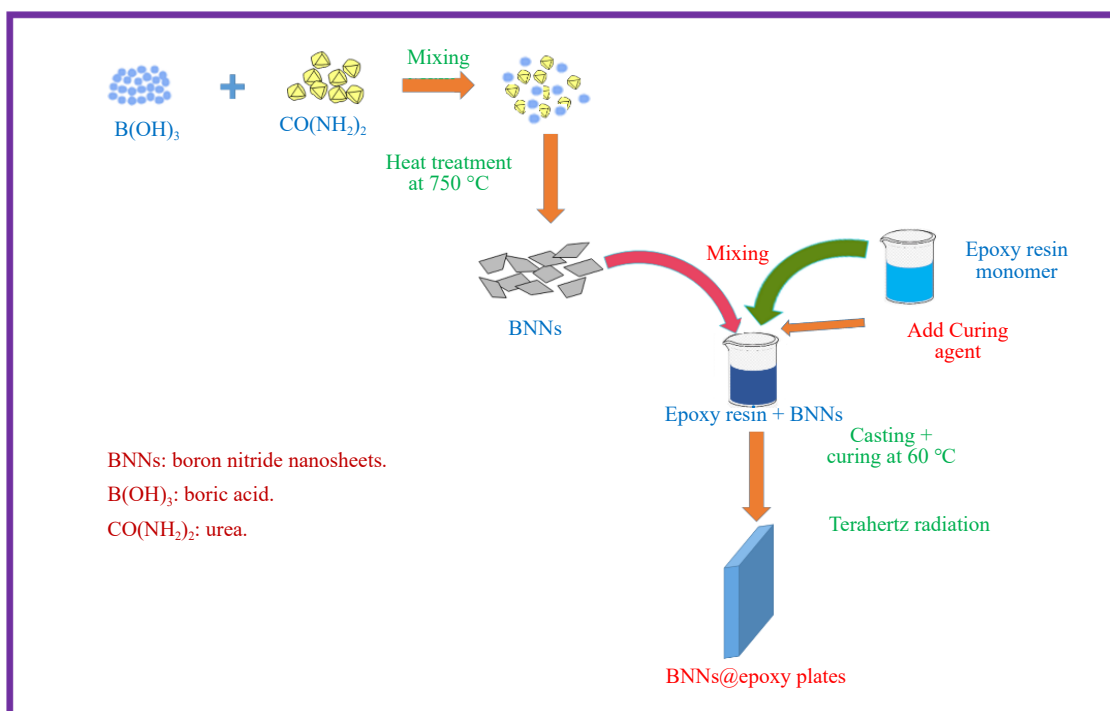 Mixing
B(OH)₃
CO(NH₂)₂
Heat treatment
at 750 °C
BNNs
Mixing
Epoxy resin
monomer
Add Curing
agent
Epoxy resin + BNNs
Casting +
curing at 60 °C
Terahertz radiation
BNNs@epoxy plates
BNNs: boron nitride nanosheets.
B(OH)₃: boric acid.
CO(NH₂)₂: urea.